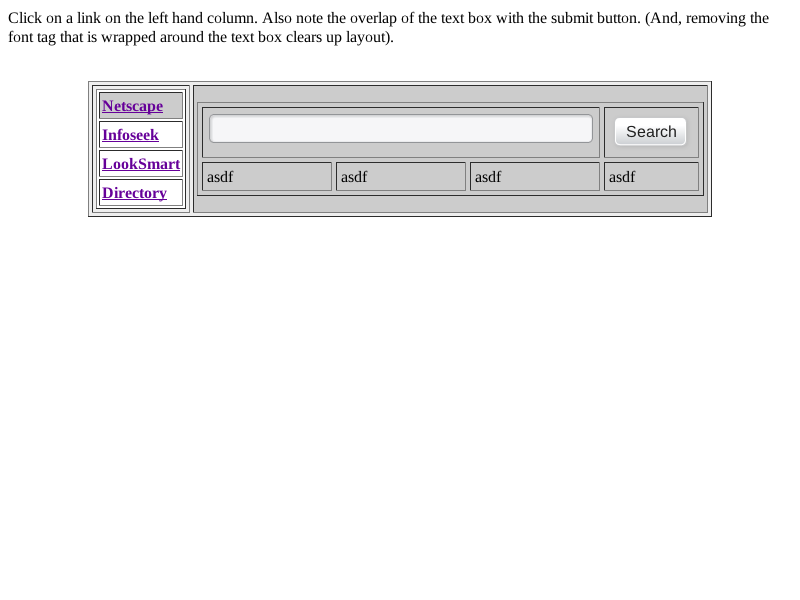 Click on a link on the left hand column. Also note the overlap of the text box with the submit button. (And, removing the
font tag that is wrapped around the text box clears up layout).
Netscape
Infoseek
LookSmart
Directory
Search
asdf asdf asdf asdf